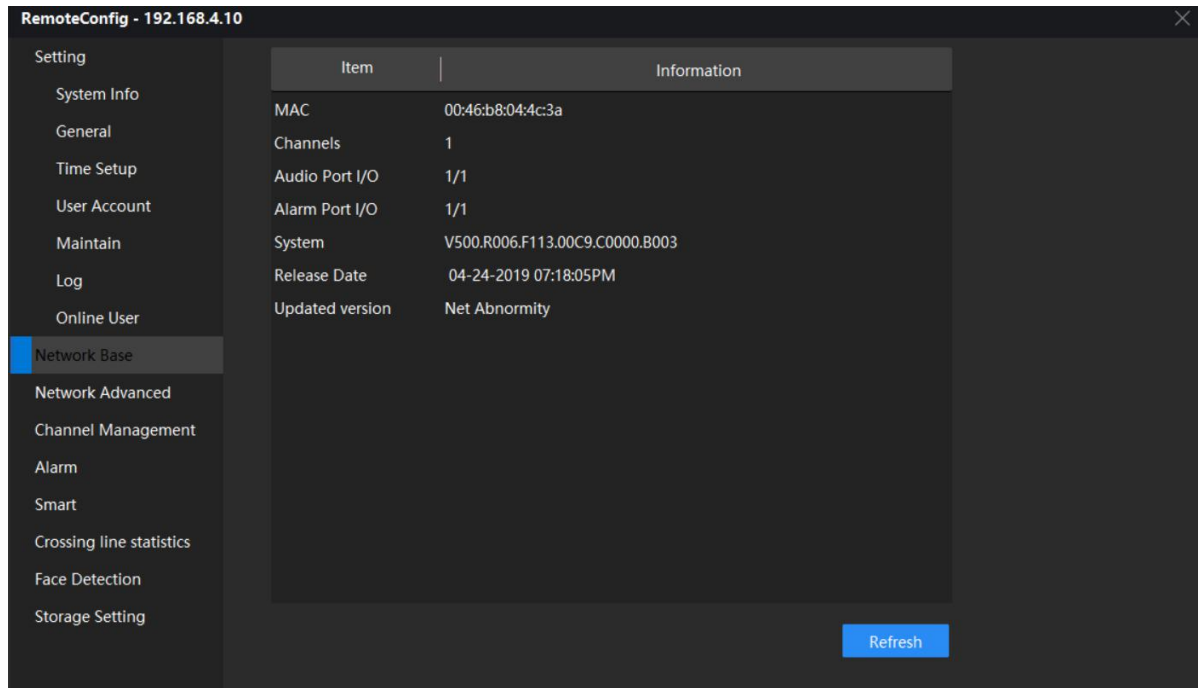 RemoteConfig - 192.168.4.10
Setting
System Info
General
Time Setup
User Account
Maintain
Log
Online User
Network Base
Network Advanced
Channel Management
Alarm
Smart
Crossing line statistics
Face Detection
Storage Setting
Item Information
MAC 00:46:b8:04:4c:3a
Channels 1
Audio Port I/O 1/1
Alarm Port I/O 1/1
System V500.R006.F113.00C9.C0000.B003
Release Date 04-24-2019 07:18:05PM
Updated version Net Abnormity
Refresh